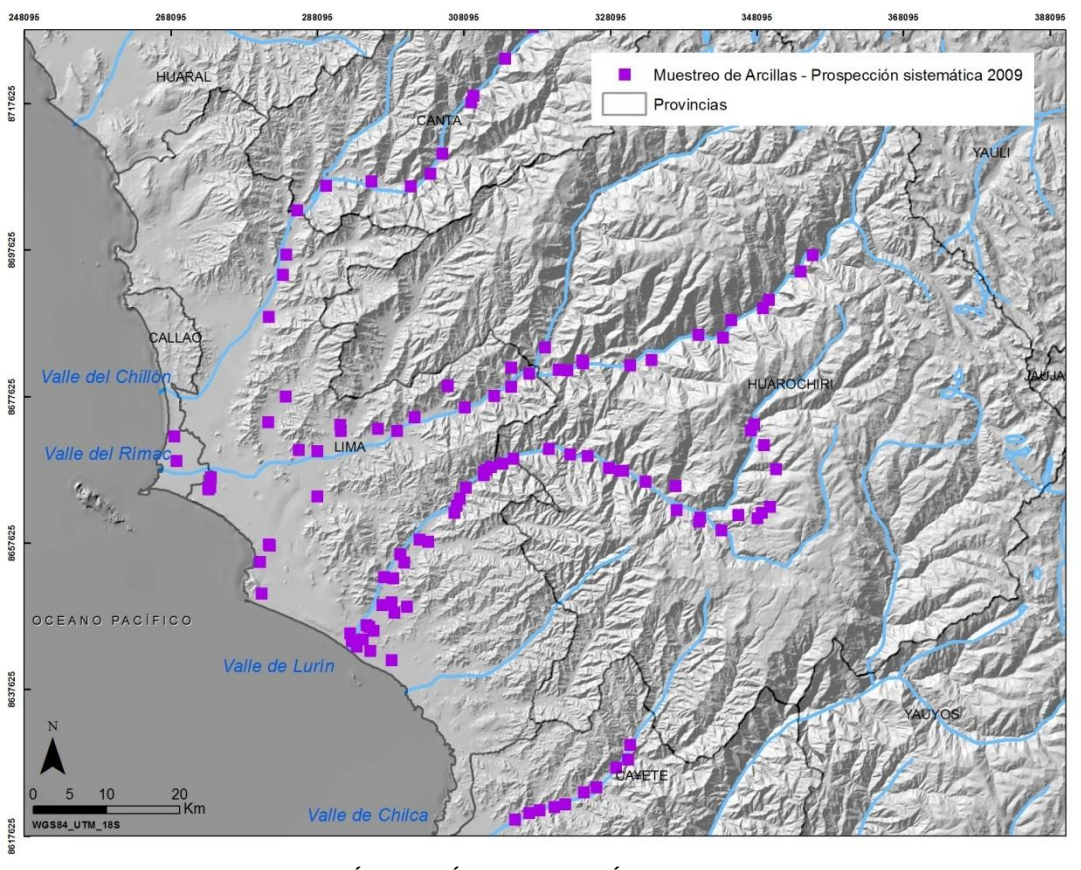 248095 268095 288095 308095 328095 348095 368095 388095
HUARAL
Muestreo de Arcillas - Prospección sistemática 2009
Provincias
8717625
CANTA
YAULI
8697625
CALLAO
Valle del Chillón
HUAROCHIRI
JAUJA
8677625
Valle del Rímac
LIMA
8657625
OCEANO PACÍFICO
Valle de Lurín
8637625
YAUYOS
N
CA¥ETE
0 5 10 20
Km
Valle de Chilca
WGS84_UTM_18S
8617625